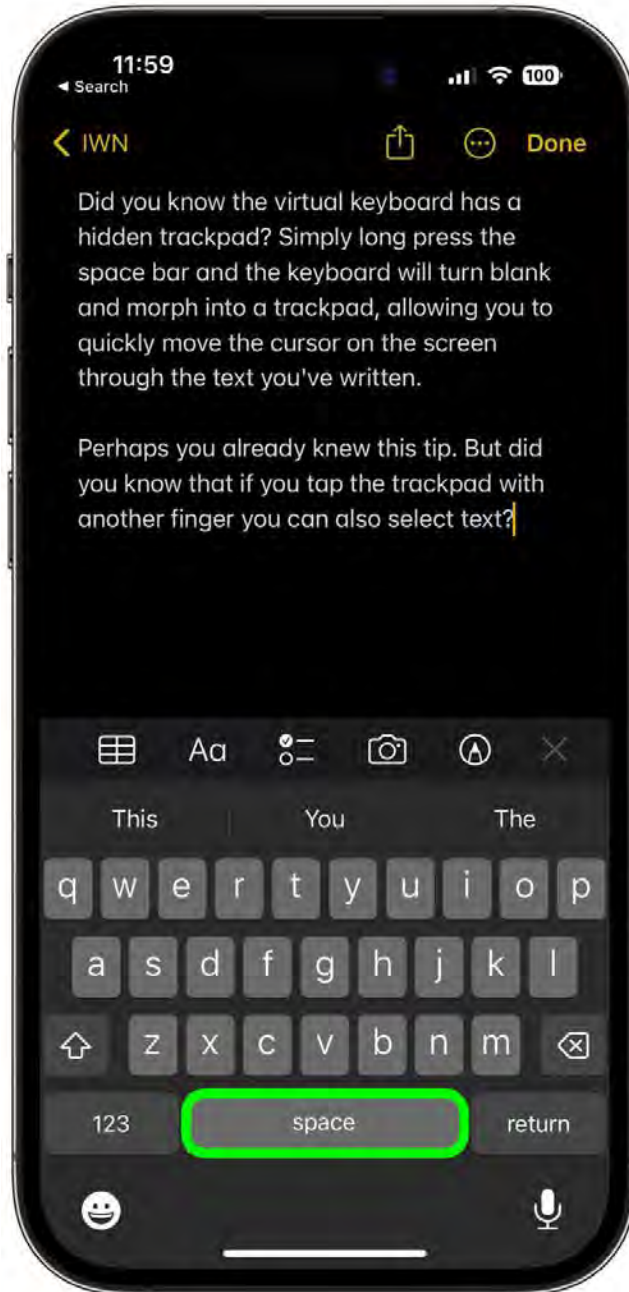 11:59
◀ Search
100
IWN
Done
Did you know the virtual keyboard has a
hidden trackpad? Simply long press the
space bar and the keyboard will turn blank
and morph into a trackpad, allowing you to
quickly move the cursor on the screen
through the text you've written.
Perhaps you already knew this tip. But did
you know that if you tap the trackpad with
another finger you can also select text?
Aa
This You The
q w e r t y u i o p
a s d f g h j k l
z x c v b n m
123 space return